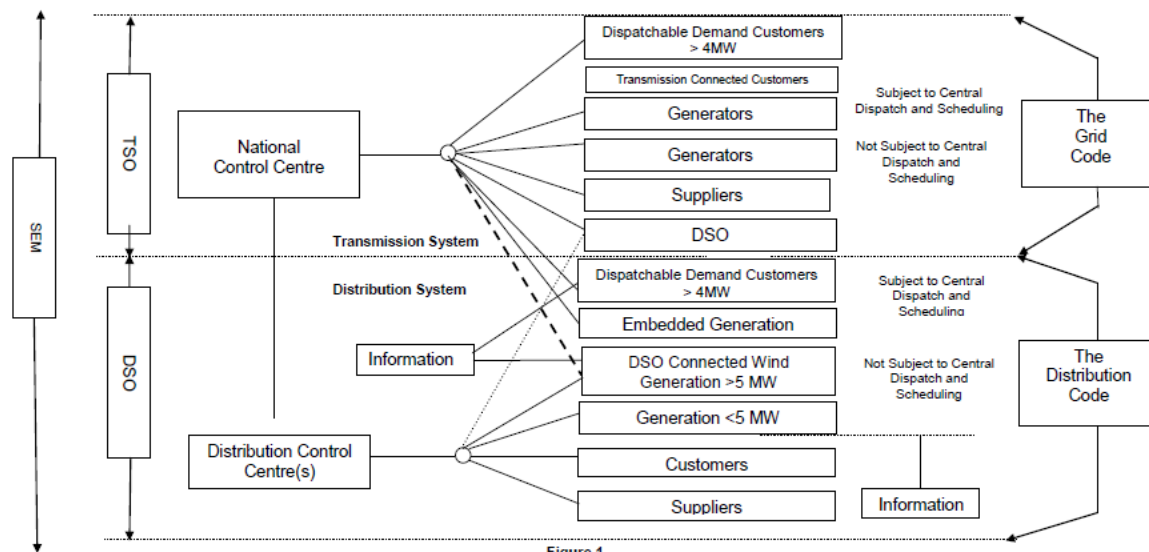 Dispatchable Demand Customers
> 4MW
Transmission Connected Customers
Subject to Central
Dispatch and Scheduling
Generators
The
Grid
Code
National
Control Centre
TSO
Generators
Not Subject to Central
Dispatch and
Scheduling
Suppliers
SEM
DSO
Transmission System
Distribution System
Dispatchable Demand Customers
> 4MW
Subject to Central
Dispatch and
Scheduling
Embedded Generation
Information
DSO
DSO Connected Wind
Generation >5 MW
Not Subject to Central
Dispatch and
Scheduling
The
Distribution
Code
Generation <5 MW
Distribution Control
Centre(s)
Customers
Suppliers
Information
Figure 1